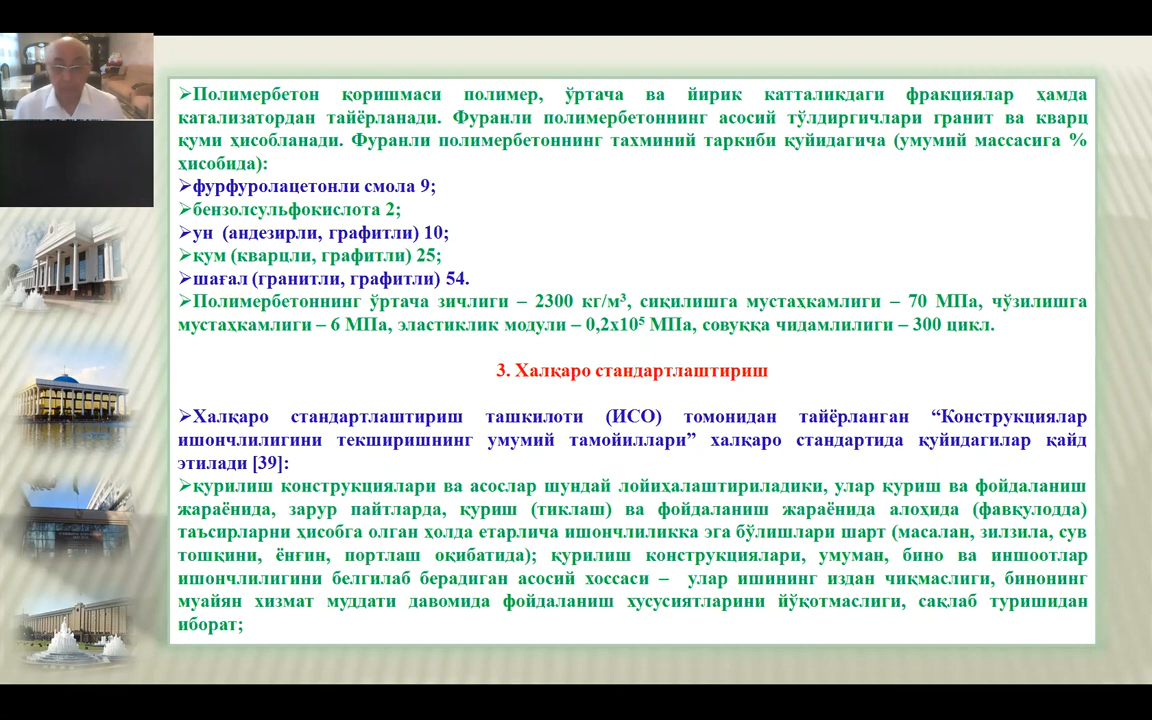 ➢Полимербетон қоришмаси полимер, ўртача ва йирик катталикдаги фракциялар ҳамда
катализатордан тайёрланади. Фуранли полимербетоннинг асосий тўлдиргичлари гранит ва кварц
қуми ҳисобланади. Фуранли полимербетоннинг тахминий таркиби қуйидагича (умумий массасига %
ҳисобида):
➢фурфуролацетонли смола 9;
➢бензолсульфокислота 2;
➢ун (андезирли, графитли) 10;
➢қум (кварцли, графитли) 25;
➢шағал (гранитли, графитли) 54.
➢Полимербетоннинг ўртача зичлиги – 2300 кг/м³, сиқилишга мустаҳкамлиги – 70 МПа, чўзилишга
мустаҳкамлиги – 6 МПа, эластиклик модули – 0,2х10⁵ МПа, совуққа чидамлилиги – 300 цикл.
3. Халқаро стандартлаштириш
➢Халқаро стандартлаштириш ташкилоти (ИСО) томонидан тайёрланган “Конструкциялар
ишончлилигини текширишнинг умумий тамойиллари” халқаро стандартида қуйидагилар қайд
этилади [39]:
➢қурилиш конструкциялари ва асослар шундай лойиҳалаштириладики, улар қуриш ва фойдаланиш
жараёнида, зарур пайтларда, қуриш (тиклаш) ва фойдаланиш жараёнида алоҳида (фавқулодда)
таъсирларни ҳисобга олган ҳолда етарлича ишончлиликка эга бўлишлари шарт (масалан, зилзила, сув
тошқини, ёнғин, портлаш оқибатида); қурилиш конструкциялари, умуман, бино ва иншоотлар
ишончлилигини белгилаб берадиган асосий хоссаси – улар ишининг издан чиқмаслиги, бинонинг
муайян хизмат муддати давомида фойдаланиш хусусиятларини йўқотмаслиги, сақлаб туришидан
иборат;